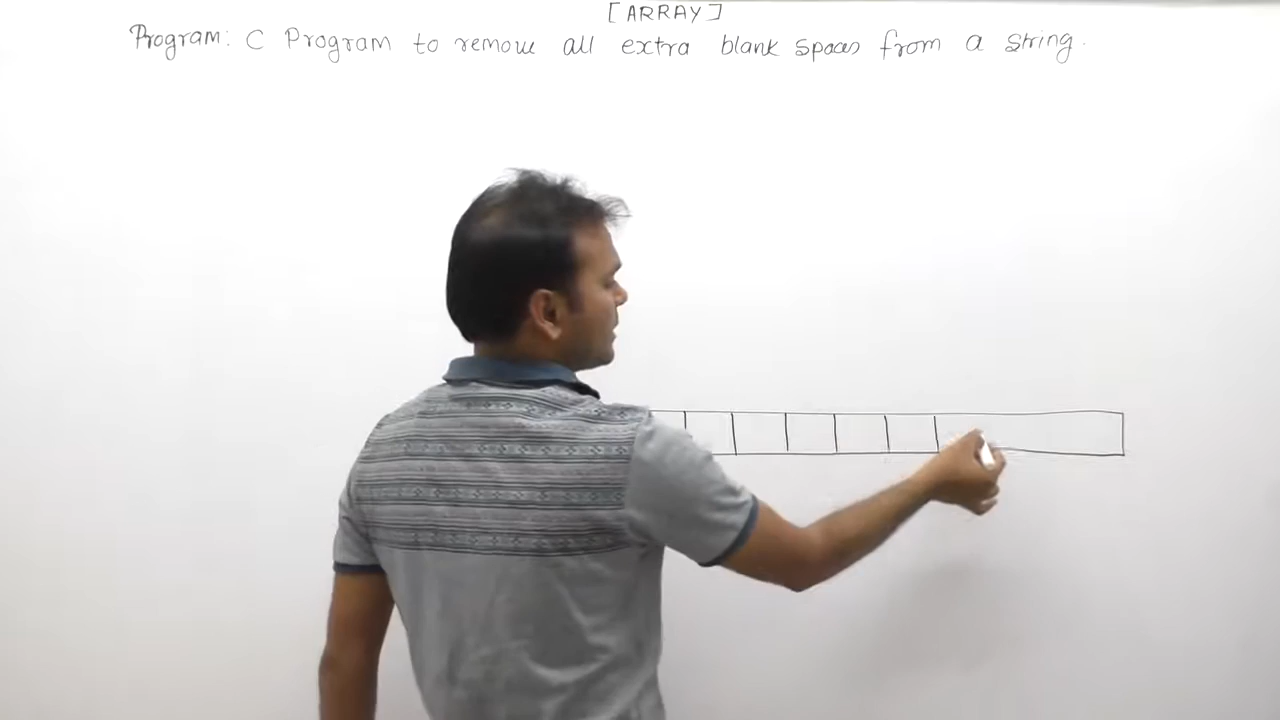 [ARRAY]
Program: C Program to remove all extra blank spaces from a string.